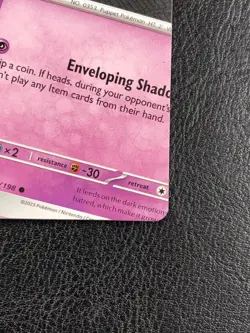 NO. 0353 Puppet Pokémon HT: 2
Enveloping Shado
p a coin. If heads, during your opponent's
n't play any Item cards from their hand.
×2 resistance -30 retreat
/198
©2023 Pokémon / Nintendo /
It feeds on the dark emotion
hatred, which make it grow